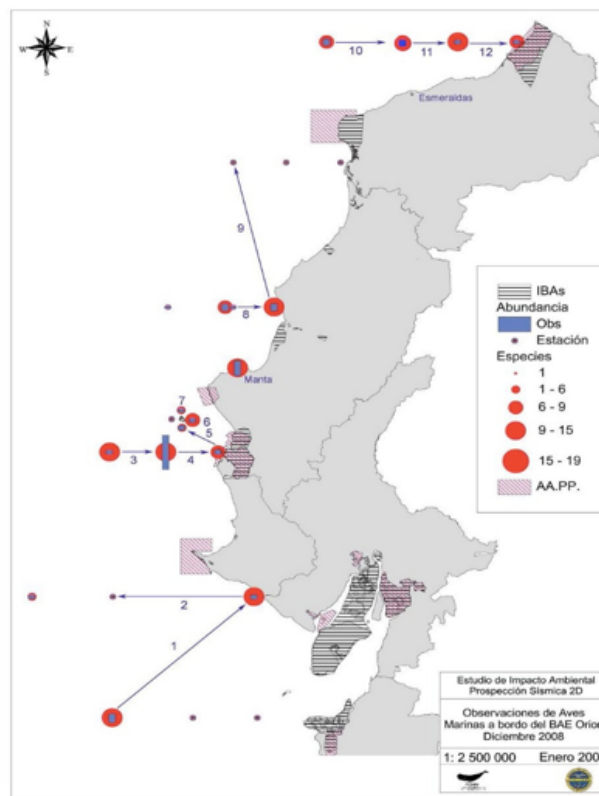 N
W E
S
10 11 12
Esmeraldas
9
8
Manta
7
6
5
3 4
2
1
IBAs
Abundancia
Obs
Estación
Especies
1
1 - 6
6 - 9
9 - 15
15 - 19
AA.PP.
Estudio de Impacto Ambiental
Prospección Sísmica 2D
Observaciones de Aves
Marinas a bordo del BAE Orion
Diciembre 2008
1: 2 500 000 Enero 200